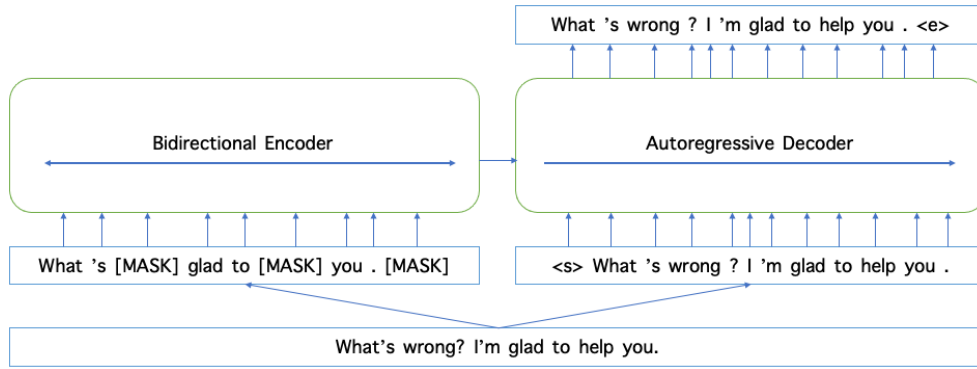 What 's wrong ? I 'm glad to help you . <e>
Bidirectional Encoder
Autoregressive Decoder
What 's [MASK] glad to [MASK] you . [MASK]
<s> What 's wrong ? I 'm glad to help you .
What's wrong? I'm glad to help you.